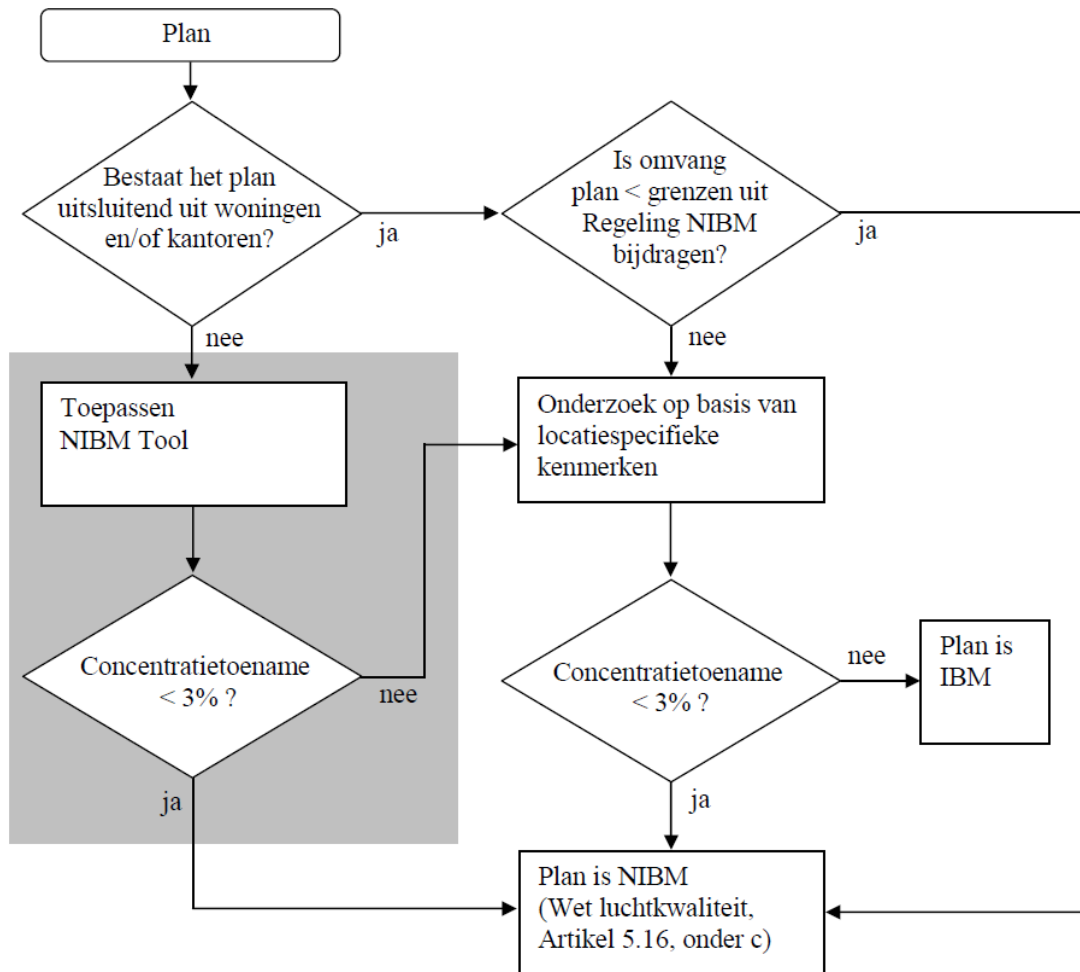 Plan
Bestaat het plan
uitsluitend uit woningen
en/of kantoren?
ja
nee
Is omvang
plan < grenzen uit
Regeling NIBM
bijdragen?
ja
nee
Toepassen
NIBM Tool
Onderzoek op basis van
locatiespecifieke
kenmerken
Concentratietoename
< 3% ?
nee
ja
Concentratietoename
< 3% ?
nee
ja
Plan is
IBM
Plan is NIBM
(Wet luchtkwaliteit,
Artikel 5.16, onder c)